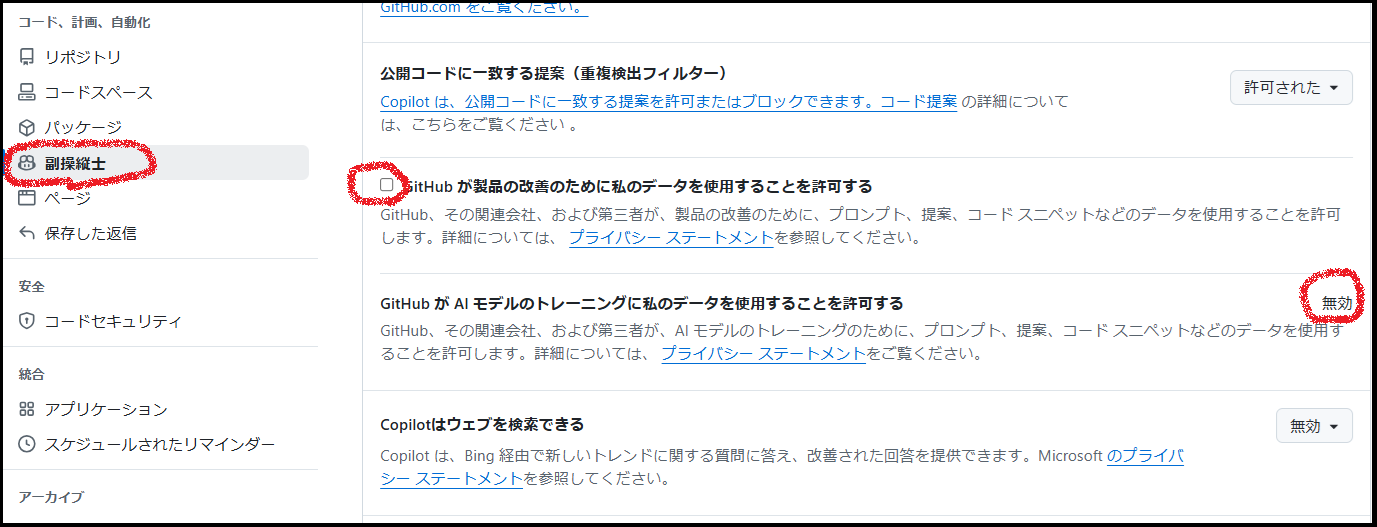 コード、計画、自動化
リポジトリ
コードスペース
パッケージ
副操縦士
ページ
保存した返信
安全
コードセキュリティ
統合
アプリケーション
スケジュールされたリマインダー
アーカイブ
GitHub.com をご覧ください。
公開コードに一致する提案（重複検出フィルター）
許可された
Copilot は、公開コードに一致する提案を許可またはブロックできます。コード提案 の詳細について
は、こちらをご覧ください 。
GitHub が製品の改善のために私のデータを使用することを許可する
GitHub、その関連会社、および第三者が、製品の改善のために、プロンプト、提案、コード スニペットなどのデータを使用することを許可
します。詳細については、 プライバシー ステートメントを参照してください。
GitHub が AI モデルのトレーニングに私のデータを使用することを許可する
無効
GitHub、その関連会社、および第三者が、AI モデルのトレーニングのために、プロンプト、提案、コード スニペットなどのデータを使用す
ることを許可します。詳細については、 プライバシー ステートメントをご覧ください。
Copilotはウェブを検索できる
無効
Copilot は、Bing 経由で新しいトレンドに関する質問に答え、改善された回答を提供できます。Microsoft のプライバ
シー ステートメントを参照してください。